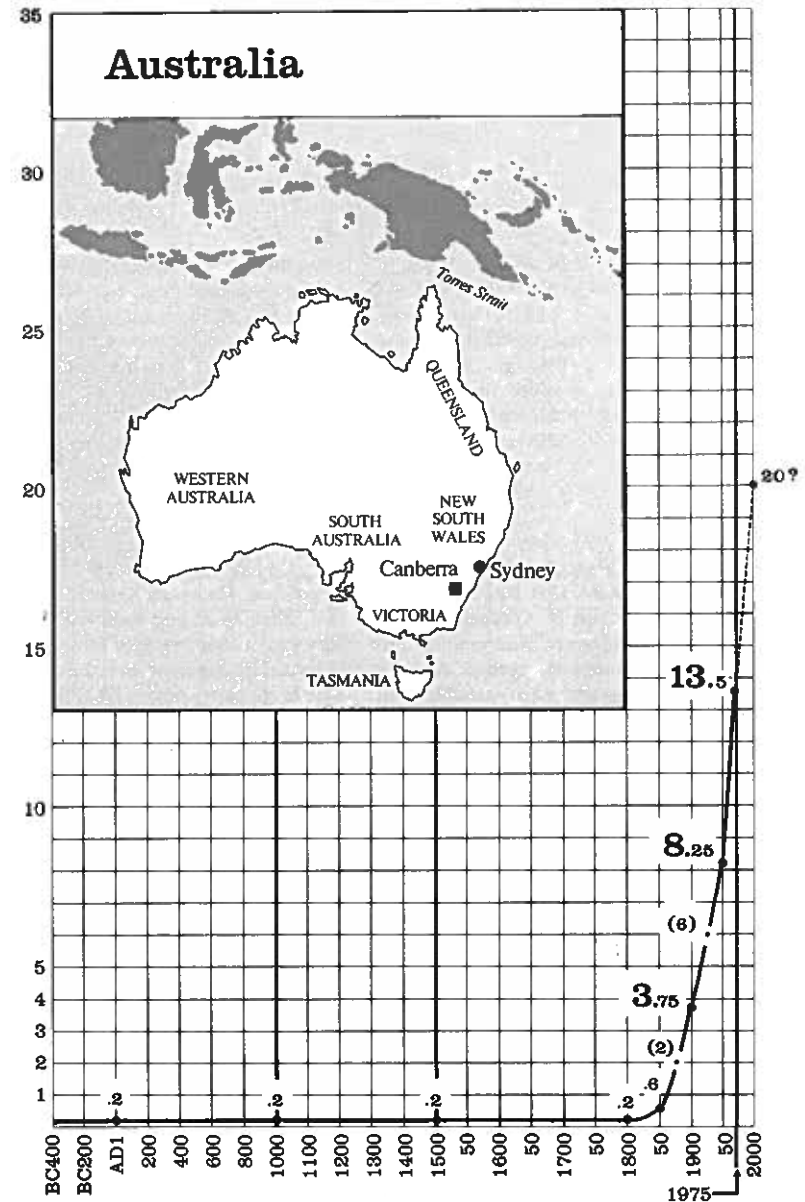 35
Australia
30
Torres Strait
25
QUEENSLAND
20
20?
WESTERN
AUSTRALIA
SOUTH
AUSTRALIA
NEW
SOUTH
WALES
Canberra
Sydney
VICTORIA
15
TASMANIA
13.5
10
8.25
(6)
5
4
3.75
3
2
(2)
1
.2
.2
.2
.2
.6
BC400
BC200
AD1
200
400
600
800
1000
1100
1200
1300
1400
1500
50
1600
50
1700
50
1800
50
1900
50
2000
1975